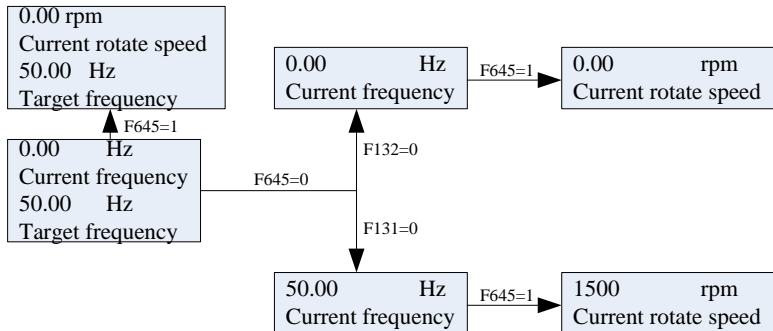 0.00 rpm
Current rotate speed
50.00 Hz
Target frequency
F645=1
0.00 Hz
Current frequency
50.00 Hz
Target frequency
F645=0
0.00 Hz
Current frequency
F645=1
0.00 rpm
Current rotate speed
F132=0
F131=0
50.00 Hz
Current frequency
F645=1
1500 rpm
Current rotate speed